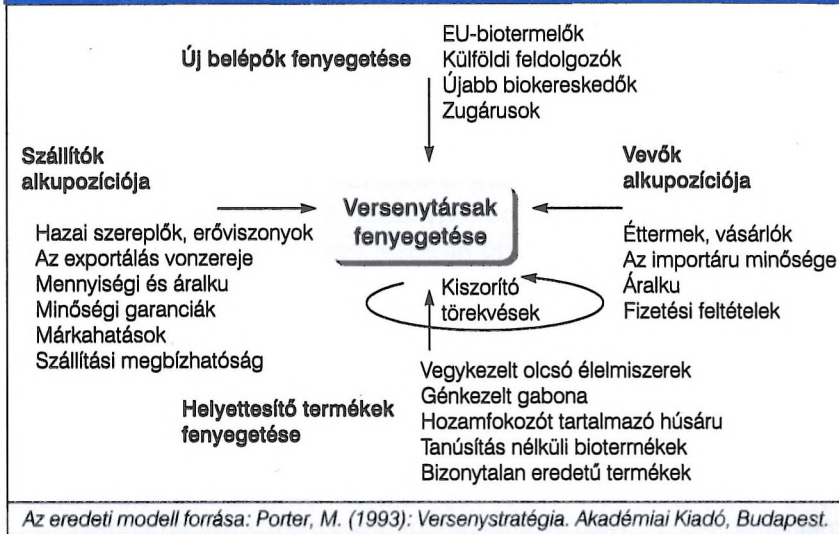 Új belépők fenyegetése
EU-biotermelők
Külföldi feldolgozók
Újabb biokereskedők
Zugárusok
Szállítók
alkupozíciója
Hazai szereplők, erőviszonyok
Az exportálás vonzereje
Mennyiségi és áralku
Minőségi garanciák
Márkahatások
Szállítási megbízhatóság
Versenytársak
fenyegetése
Kiszorító
törekvések
Vevők
alkupozíciója
Éttermek, vásárlók
Az importáru minősége
Áralku
Fizetési feltételek
Helyettesítő termékek
fenyegetése
Vegykezelt olcsó élelmiszerek
Génkezelt gabona
Hozamfokozót tartalmazó húsáru
Tanúsítás nélküli biotermékek
Bizonytalan eredetű termékek
Az eredeti modell forrása: Porter, M. (1993): Versenystratégia. Akadémiai Kiadó, Budapest.